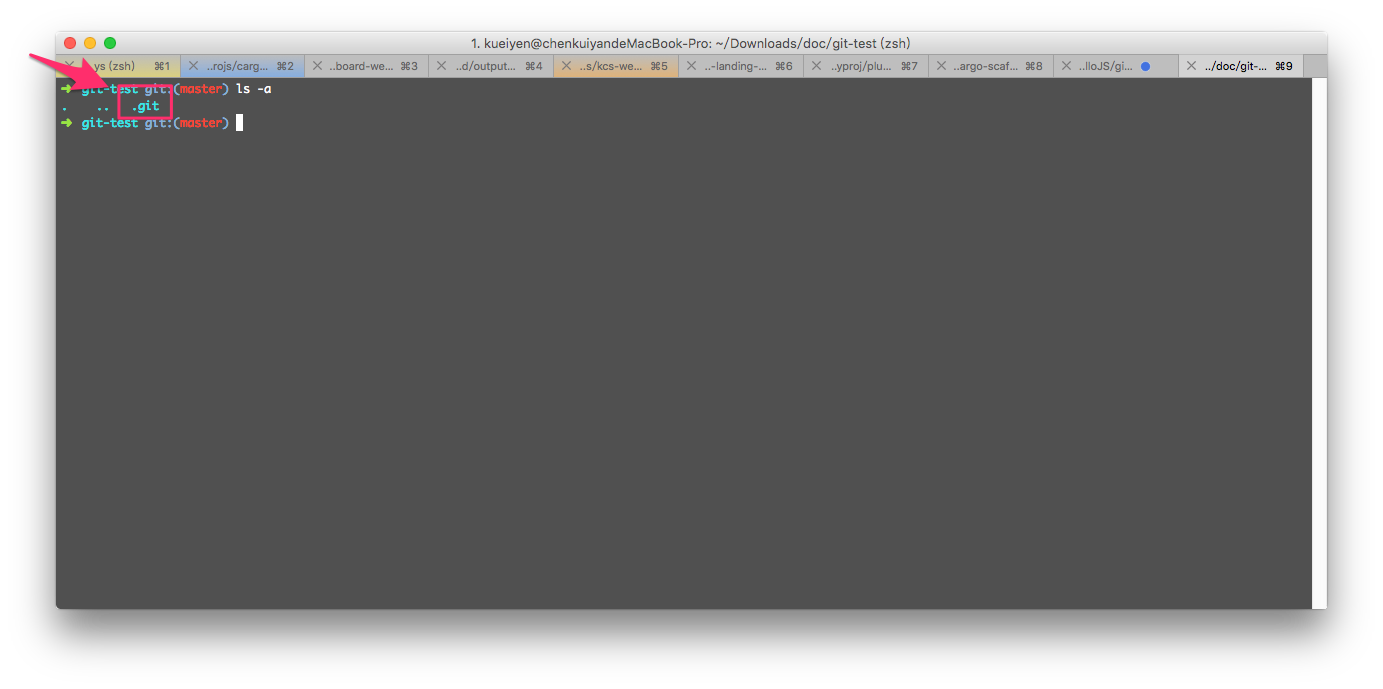 1. kueiyen@chenkuiyandeMacBook-Pro: ~/Downloads/doc/git-test (zsh)
..ys (zsh) ⌘1 ..rojs/carg... ⌘2 ..board-we... ⌘3 ..d/output... ⌘4 ..s/kcs-we... ⌘5 ..-landing-... ⌘6 ..yproj/plu... ⌘7 ..argo-scaf... ⌘8 ..lloJS/gi... ../doc/git-... ⌘9
➜ git-test git:(master) ls -a
. .. .git
➜ git-test git:(master)